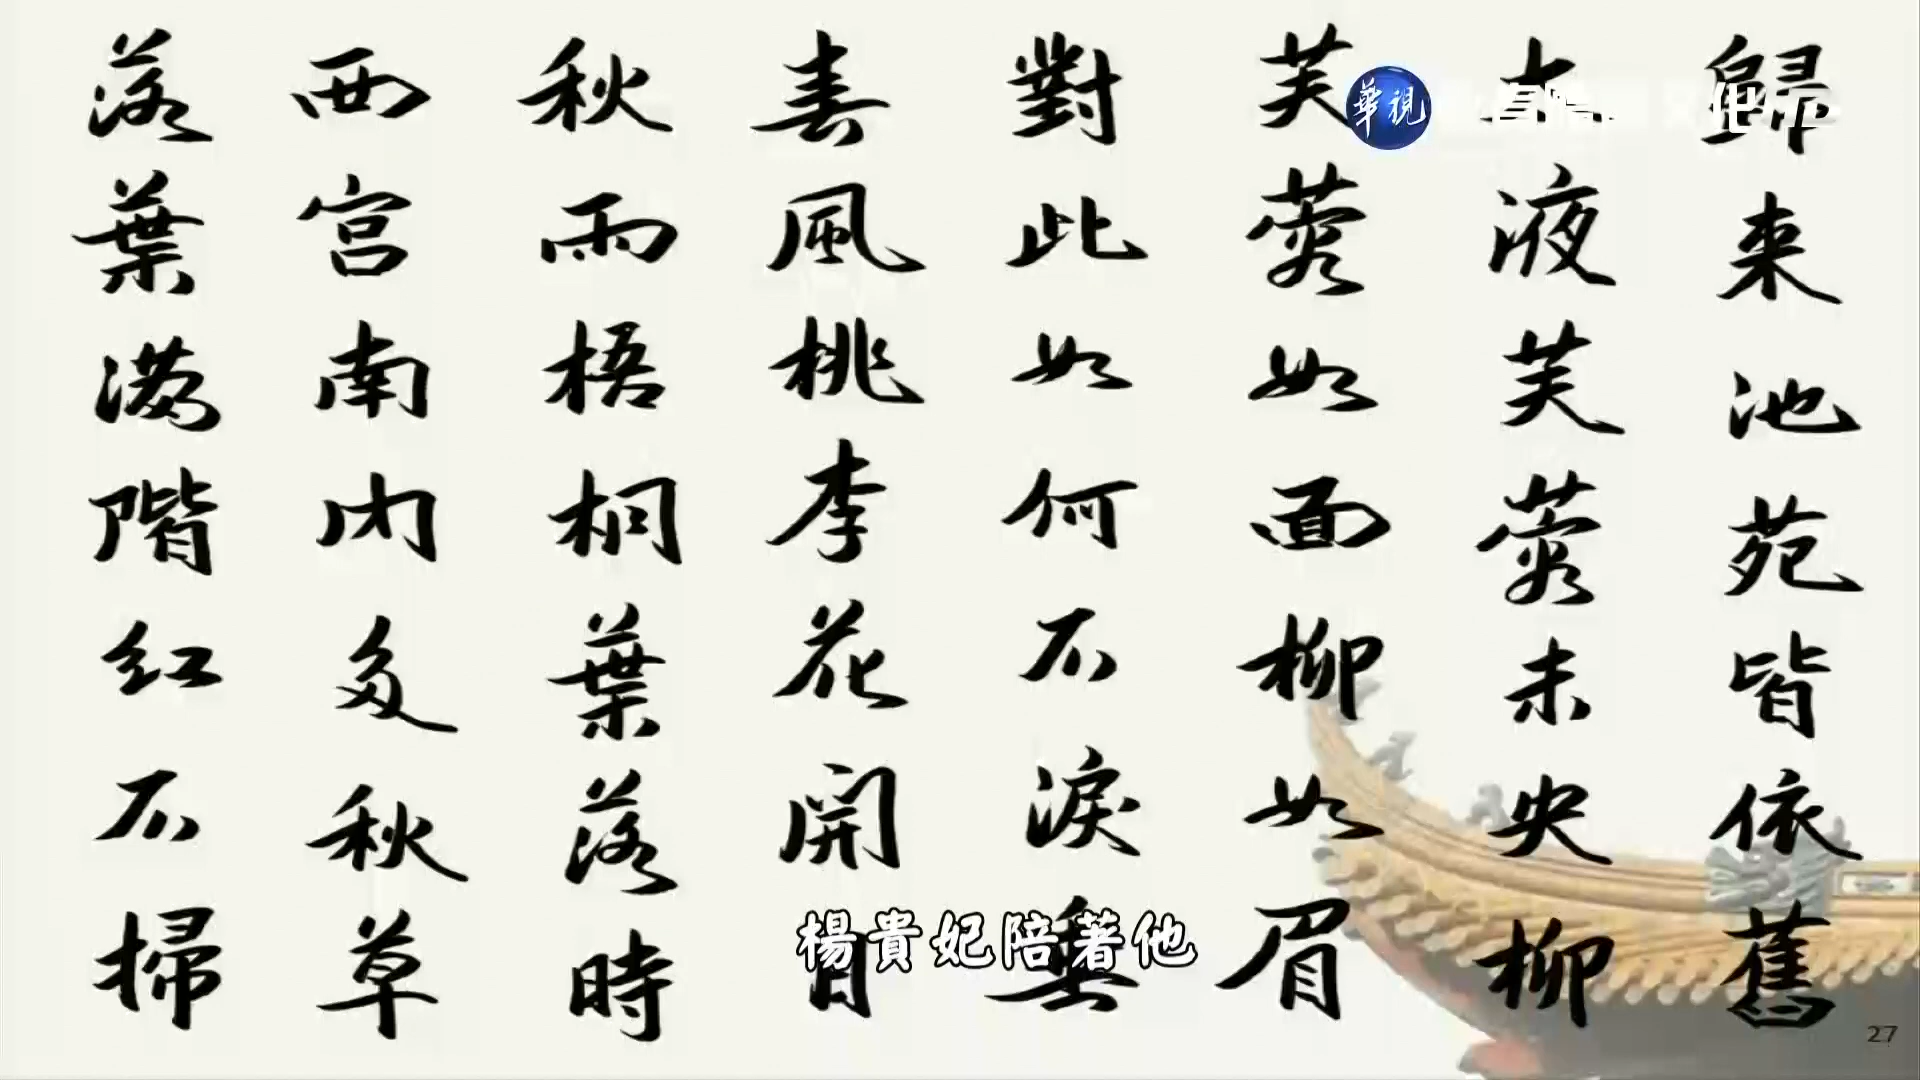 歸來池苑皆依舊
太液芙蓉未央柳
芙蓉如面柳如眉
對此如何不淚垂
春風桃李花開日
秋雨梧桐葉落時
西宮南內多秋草
落葉滿階紅不掃
華視
楊貴妃陪著他
27